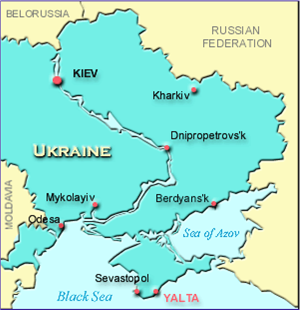 BELORUSSIA
RUSSIAN
FEDERATION
KIEV
Kharkiv
Dnipropetrovs'k
UKRAINE
MOLDAVIA
Mykolayiv
Berdyans'k
Odesa
Sea of Azov
Sevastopol
Black Sea
YALTA